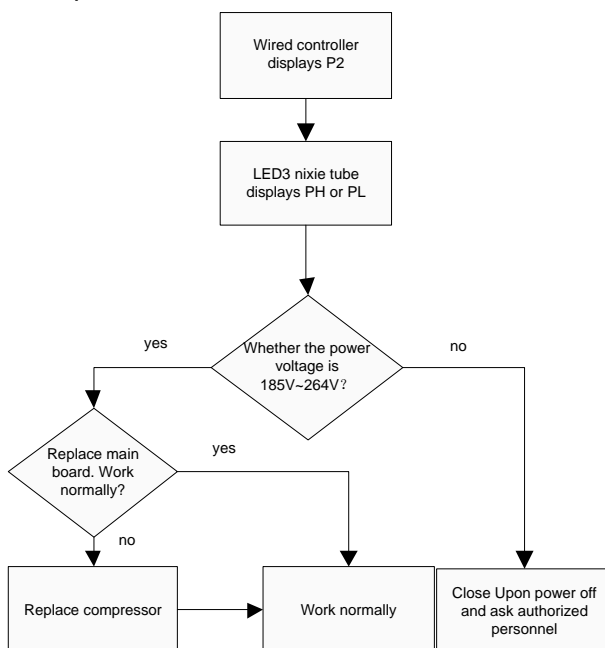 Wired controller
displays P2
LED3 nixie tube
displays PH or PL
Whether the power
voltage is
185V~264V?
yes
no
Replace main
board. Work
normally?
yes
no
Replace compressor
Work normally
Close Upon power off
and ask authorized
personnel